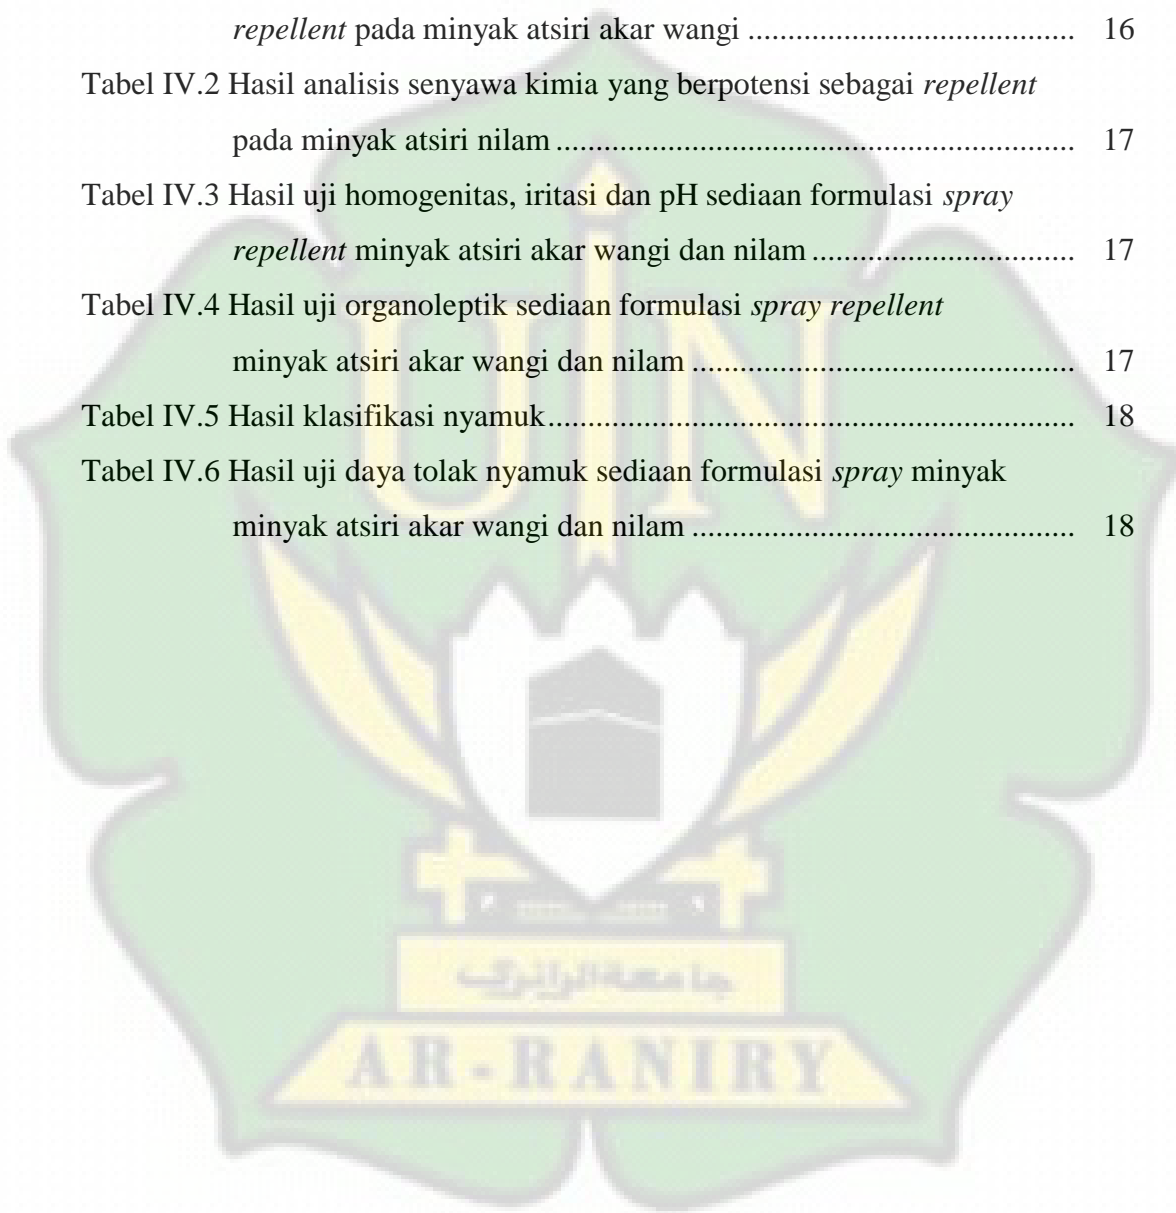 repellent pada minyak atsiri akar wangi ..................................... 16
Tabel IV.2 Hasil analisis senyawa kimia yang berpotensi sebagai repellent
pada minyak atsiri nilam ........................................................... 17
Tabel IV.3 Hasil uji homogenitas, iritasi dan pH sediaan formulasi spray
repellent minyak atsiri akar wangi dan nilam .............................. 17
Tabel IV.4 Hasil uji organoleptik sediaan formulasi spray repellent
minyak atsiri akar wangi dan nilam ........................................... 17
Tabel IV.5 Hasil klasifikasi nyamuk........................................................... 18
Tabel IV.6 Hasil uji daya tolak nyamuk sediaan formulasi spray minyak
minyak atsiri akar wangi dan nilam ........................................... 18
UIN
جامعة الرانري
AR-RANIRY